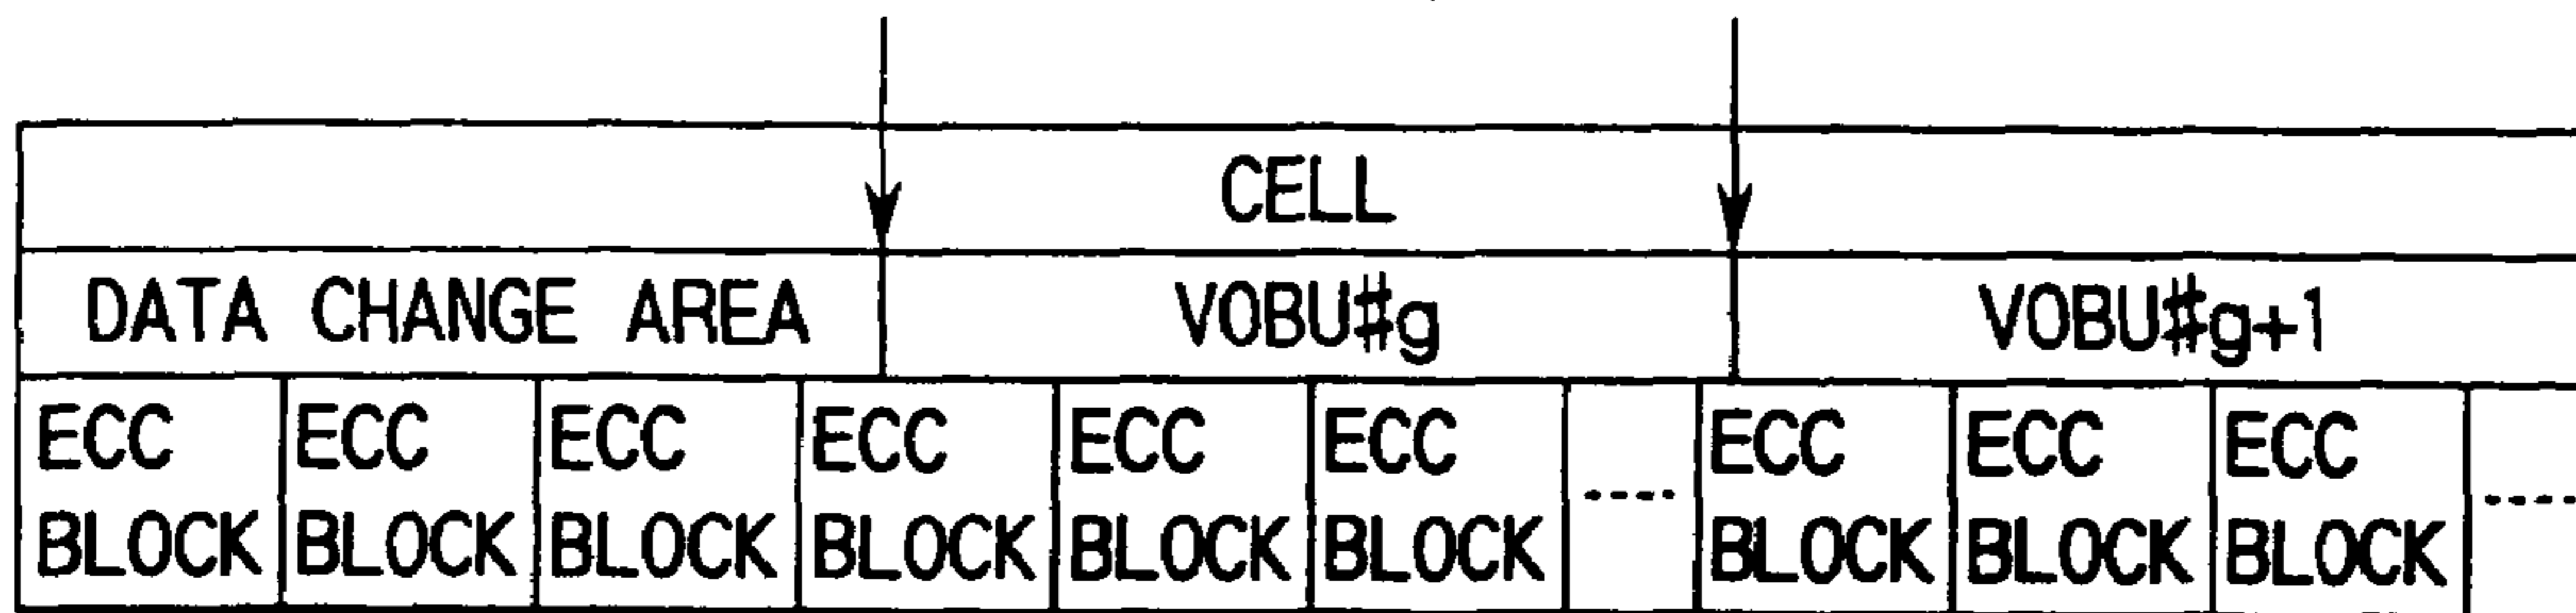 CELL
DATA CHANGE AREA VOBU#g VOBU#g+1
ECC BLOCK ECC BLOCK ECC BLOCK ECC BLOCK ECC BLOCK ECC BLOCK ---- ECC BLOCK ECC BLOCK ECC BLOCK ----